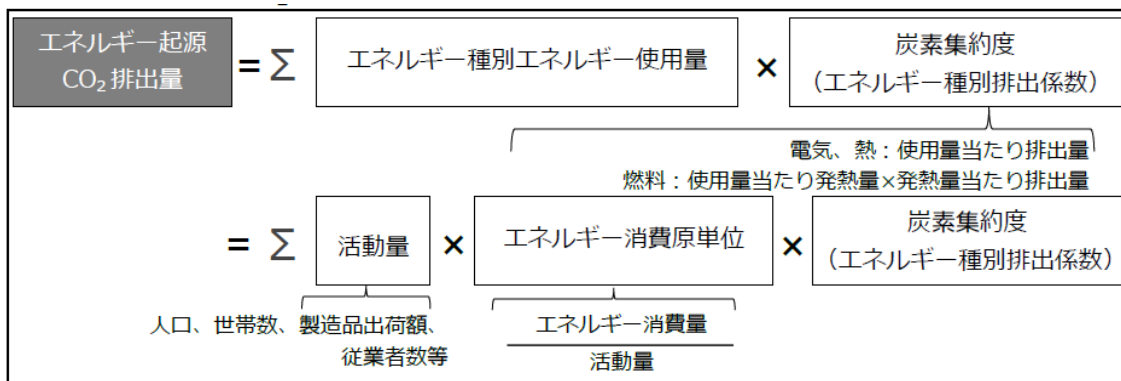 エネルギー起源
CO₂排出量
＝Σ
エネルギー種別エネルギー使用量
×
炭素集約度
（エネルギー種別排出係数）
電気、熱：使用量当たり排出量
燃料：使用量当たり発熱量×発熱量当たり排出量
＝Σ
活動量
×
エネルギー消費原単位
×
炭素集約度
（エネルギー種別排出係数）
人口、世帯数、製造品出荷額、
従業者数等
エネルギー消費量
活動量